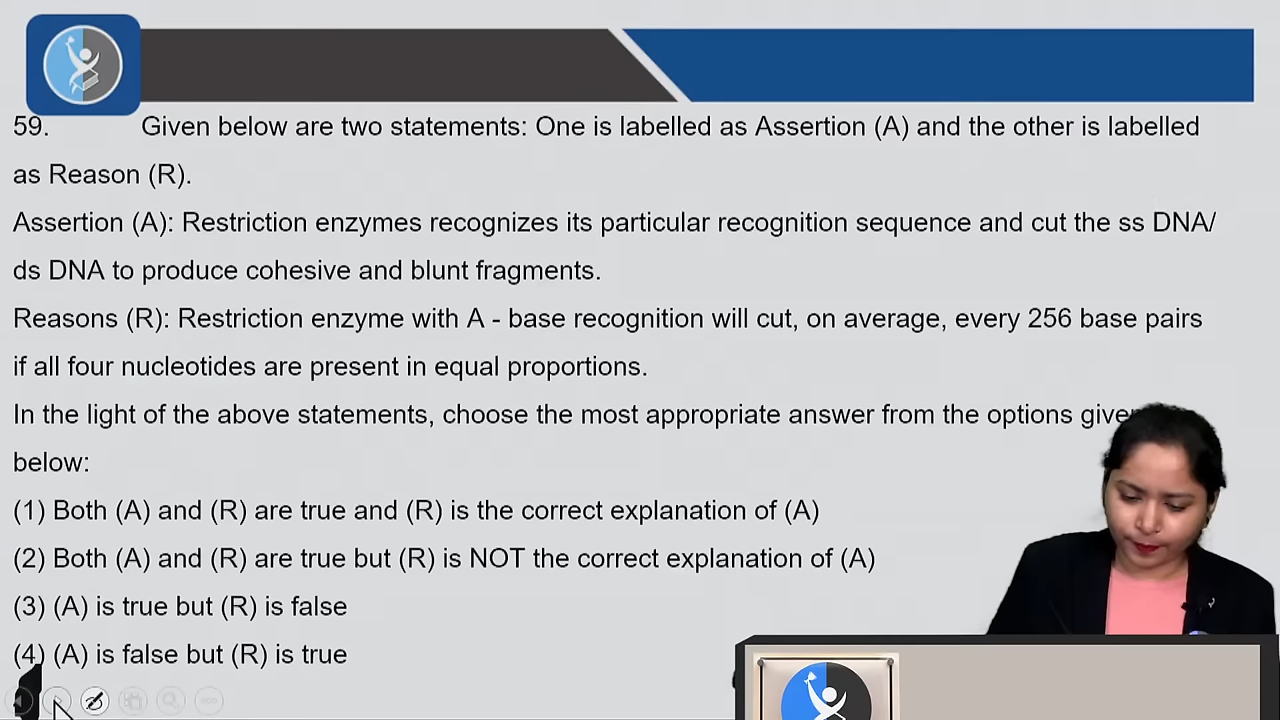 59. Given below are two statements: One is labelled as Assertion (A) and the other is labelled
as Reason (R).
Assertion (A): Restriction enzymes recognizes its particular recognition sequence and cut the ss DNA/
ds DNA to produce cohesive and blunt fragments.
Reasons (R): Restriction enzyme with A - base recognition will cut, on average, every 256 base pairs
if all four nucleotides are present in equal proportions.
In the light of the above statements, choose the most appropriate answer from the options give
below:
(1) Both (A) and (R) are true and (R) is the correct explanation of (A)
(2) Both (A) and (R) are true but (R) is NOT the correct explanation of (A)
(3) (A) is true but (R) is false
(4) (A) is false but (R) is true